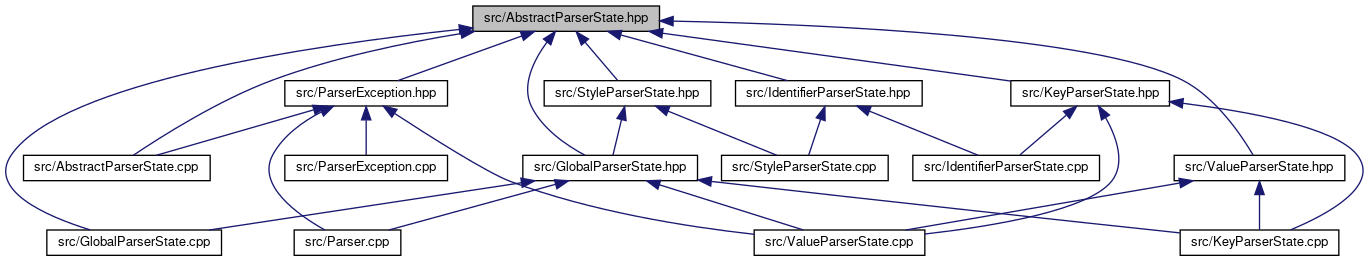 src/AbstractParserState.hpp
src/ParserException.hpp
src/StyleParserState.hpp
src/IdentifierParserState.hpp
src/KeyParserState.hpp
src/AbstractParserState.cpp
src/ParserException.cpp
src/GlobalParserState.hpp
src/StyleParserState.cpp
src/IdentifierParserState.cpp
src/ValueParserState.hpp
src/GlobalParserState.cpp
src/Parser.cpp
src/ValueParserState.cpp
src/KeyParserState.cpp